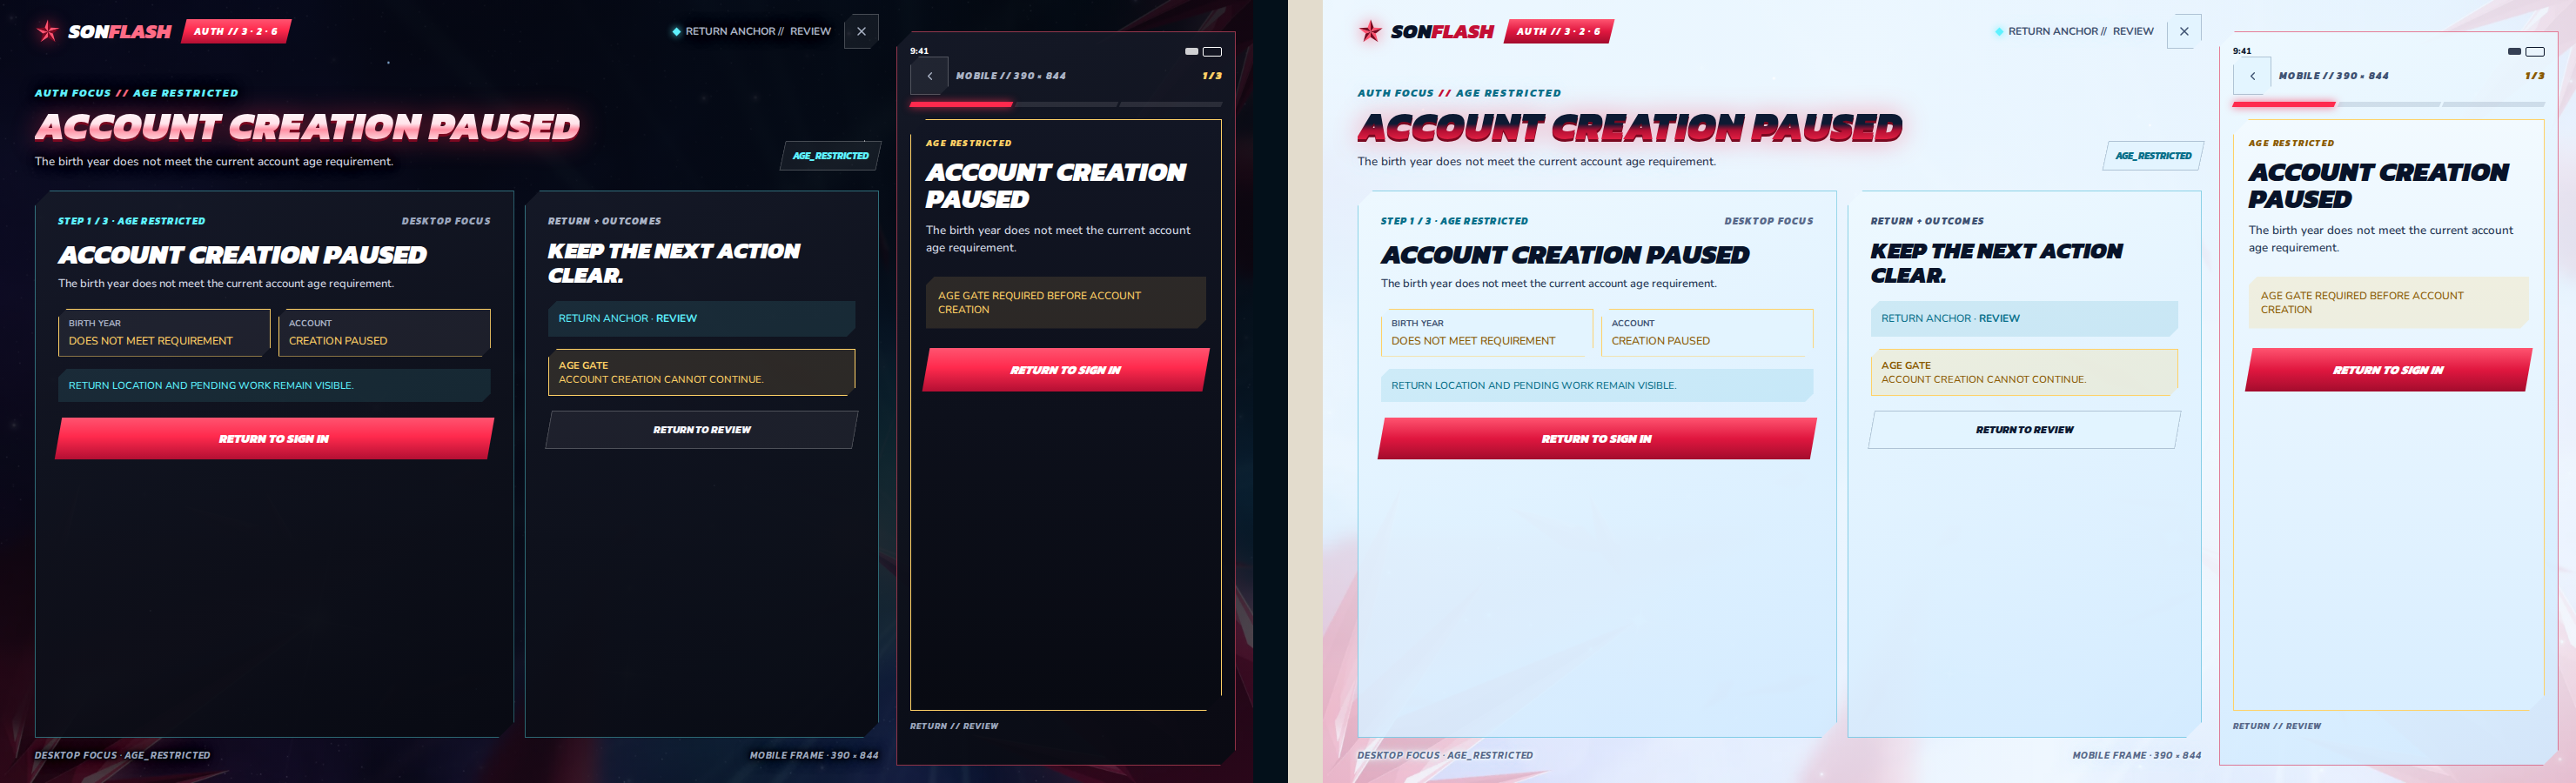 SONFLASH
AUTH // 3 · 2 · 6
RETURN ANCHOR // REVIEW
AUTH FOCUS // AGE RESTRICTED
ACCOUNT CREATION PAUSED
The birth year does not meet the current account age requirement.
AGE_RESTRICTED
STEP 1 / 3 · AGE RESTRICTED
DESKTOP FOCUS
ACCOUNT CREATION PAUSED
The birth year does not meet the current account age requirement.
BIRTH YEAR
DOES NOT MEET REQUIREMENT
ACCOUNT
CREATION PAUSED
RETURN LOCATION AND PENDING WORK REMAIN VISIBLE.
RETURN TO SIGN IN
RETURN + OUTCOMES
KEEP THE NEXT ACTION
CLEAR.
RETURN ANCHOR · REVIEW
AGE GATE
ACCOUNT CREATION CANNOT CONTINUE.
RETURN TO REVIEW
DESKTOP FOCUS · AGE_RESTRICTED
MOBILE FRAME · 390 × 844
9:41
MOBILE // 390 × 844
1/3
AGE RESTRICTED
ACCOUNT CREATION
PAUSED
The birth year does not meet the current account
age requirement.
AGE GATE REQUIRED BEFORE ACCOUNT
CREATION
RETURN TO SIGN IN
RETURN // REVIEW
SONFLASH
AUTH // 3 · 2 · 6
RETURN ANCHOR // REVIEW
AUTH FOCUS // AGE RESTRICTED
ACCOUNT CREATION PAUSED
The birth year does not meet the current account age requirement.
AGE_RESTRICTED
STEP 1 / 3 · AGE RESTRICTED
DESKTOP FOCUS
ACCOUNT CREATION PAUSED
The birth year does not meet the current account age requirement.
BIRTH YEAR
DOES NOT MEET REQUIREMENT
ACCOUNT
CREATION PAUSED
RETURN LOCATION AND PENDING WORK REMAIN VISIBLE.
RETURN TO SIGN IN
RETURN + OUTCOMES
KEEP THE NEXT ACTION
CLEAR.
RETURN ANCHOR · REVIEW
AGE GATE
ACCOUNT CREATION CANNOT CONTINUE.
RETURN TO REVIEW
DESKTOP FOCUS · AGE_RESTRICTED
MOBILE FRAME · 390 × 844
9:41
MOBILE // 390 × 844
1/3
AGE RESTRICTED
ACCOUNT CREATION
PAUSED
The birth year does not meet the current account
age requirement.
AGE GATE REQUIRED BEFORE ACCOUNT
CREATION
RETURN TO SIGN IN
RETURN // REVIEW